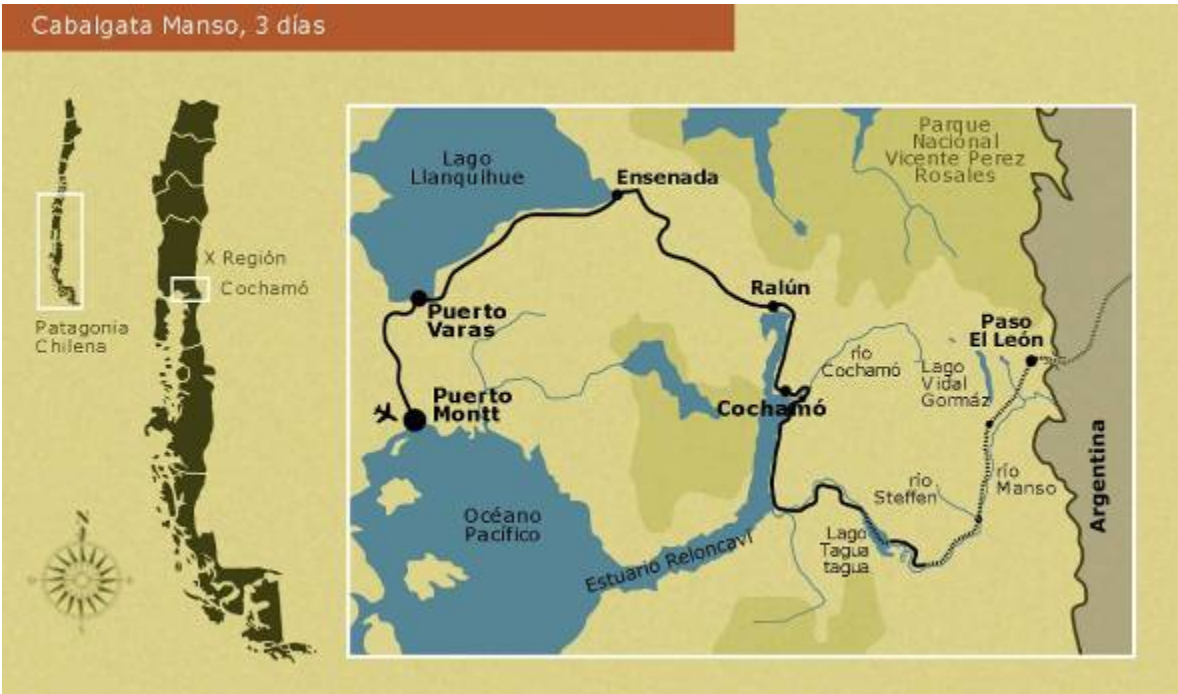 Cabalgata Manso, 3 días
X Región
Cochamó
Patagonia
Chilena
N
Lago
Llanquihue
Ensenada
Parque
Nacional
Vicente Perez
Rosales
Puerto
Varas
Ralún
Paso
El León
río
Cochamó
Lago
Vidal
Gormáz
Puerto
Montt
Cochamó
río
Manso
río
Steffen
Argentina
Océano
Pacífico
Lago
Tagua
tagua
Estuario Reloncaví